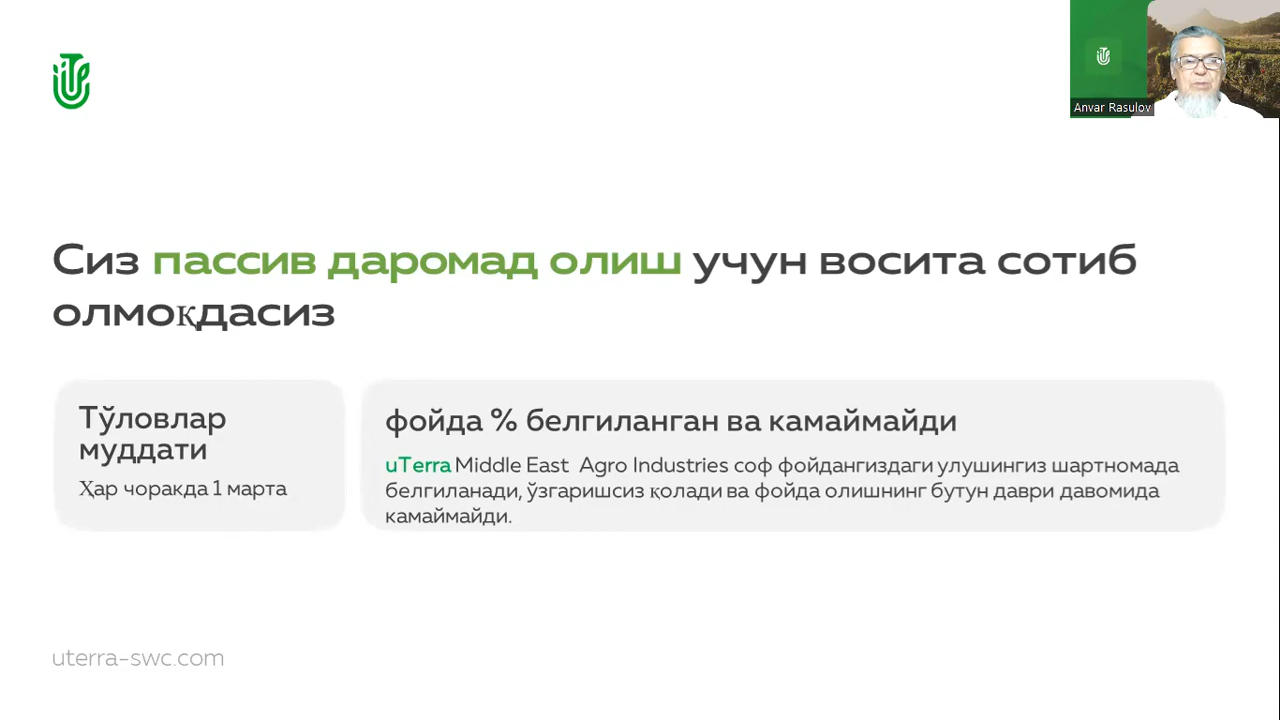 Anvar Rasulov
Сиз пассив даромад олиш учун восита сотиб
олмоқдасиз
Тўловлар
муддати
Ҳар чоракда 1 марта
фойда % белгиланган ва камаймайди
uTerra Middle East Agro Industries соф фойдангиздаги улушингиз шартномада
белгиланади, ўзгаришсиз қолади ва фойда олишнинг бутун даври давомида
камаймайди.
uterra-swc.com